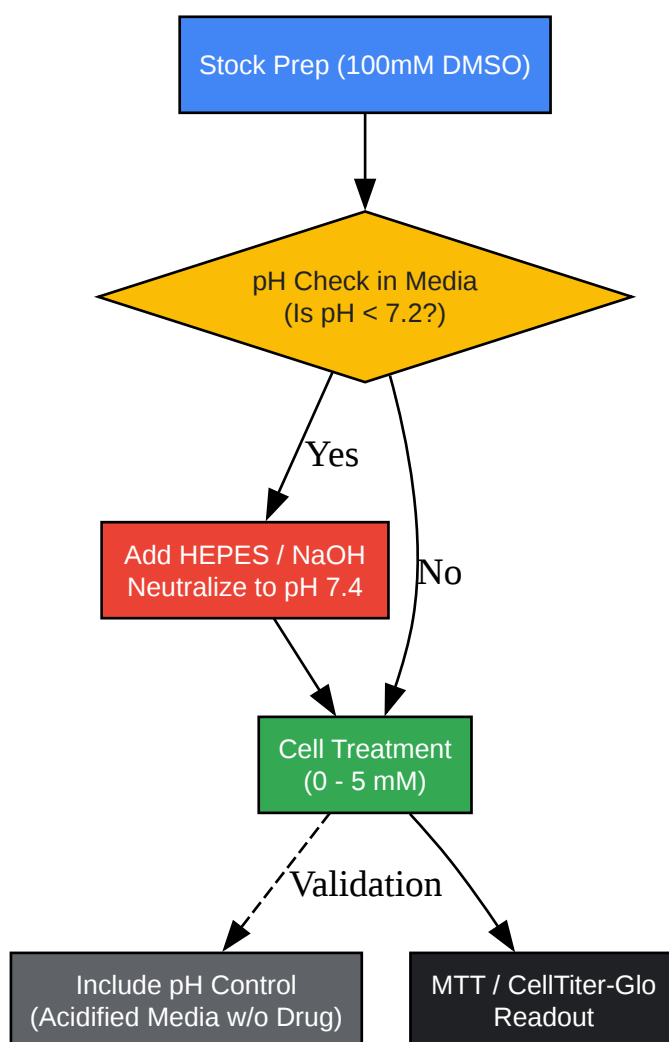 Stock Prep (100mM DMSO)
pH Check in Media
(Is pH < 7.2?)
Yes
Add HEPES / NaOH
Neutralize to pH 7.4
No
Cell Treatment
(0 - 5 mM)
Validation
Include pH Control
(Acidified Media w/o Drug)
MTT / CellTiter-Glo
Readout